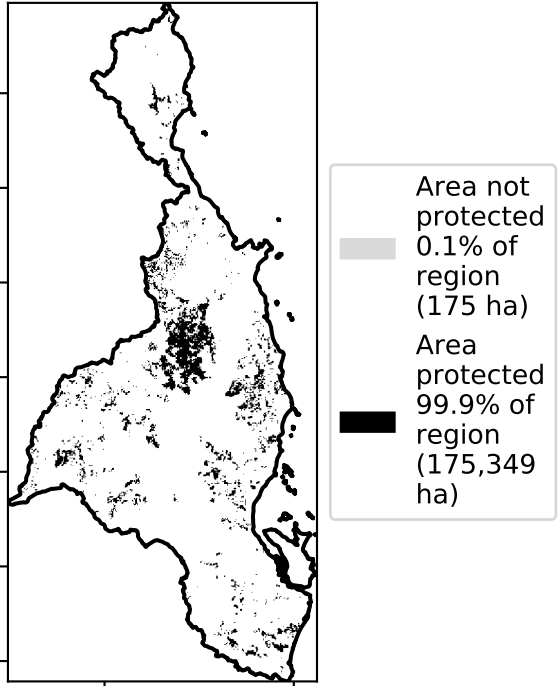 Area not
protected
0.1% of
region
(175 ha)
Area
protected
99.9% of
region
(175,349
ha)